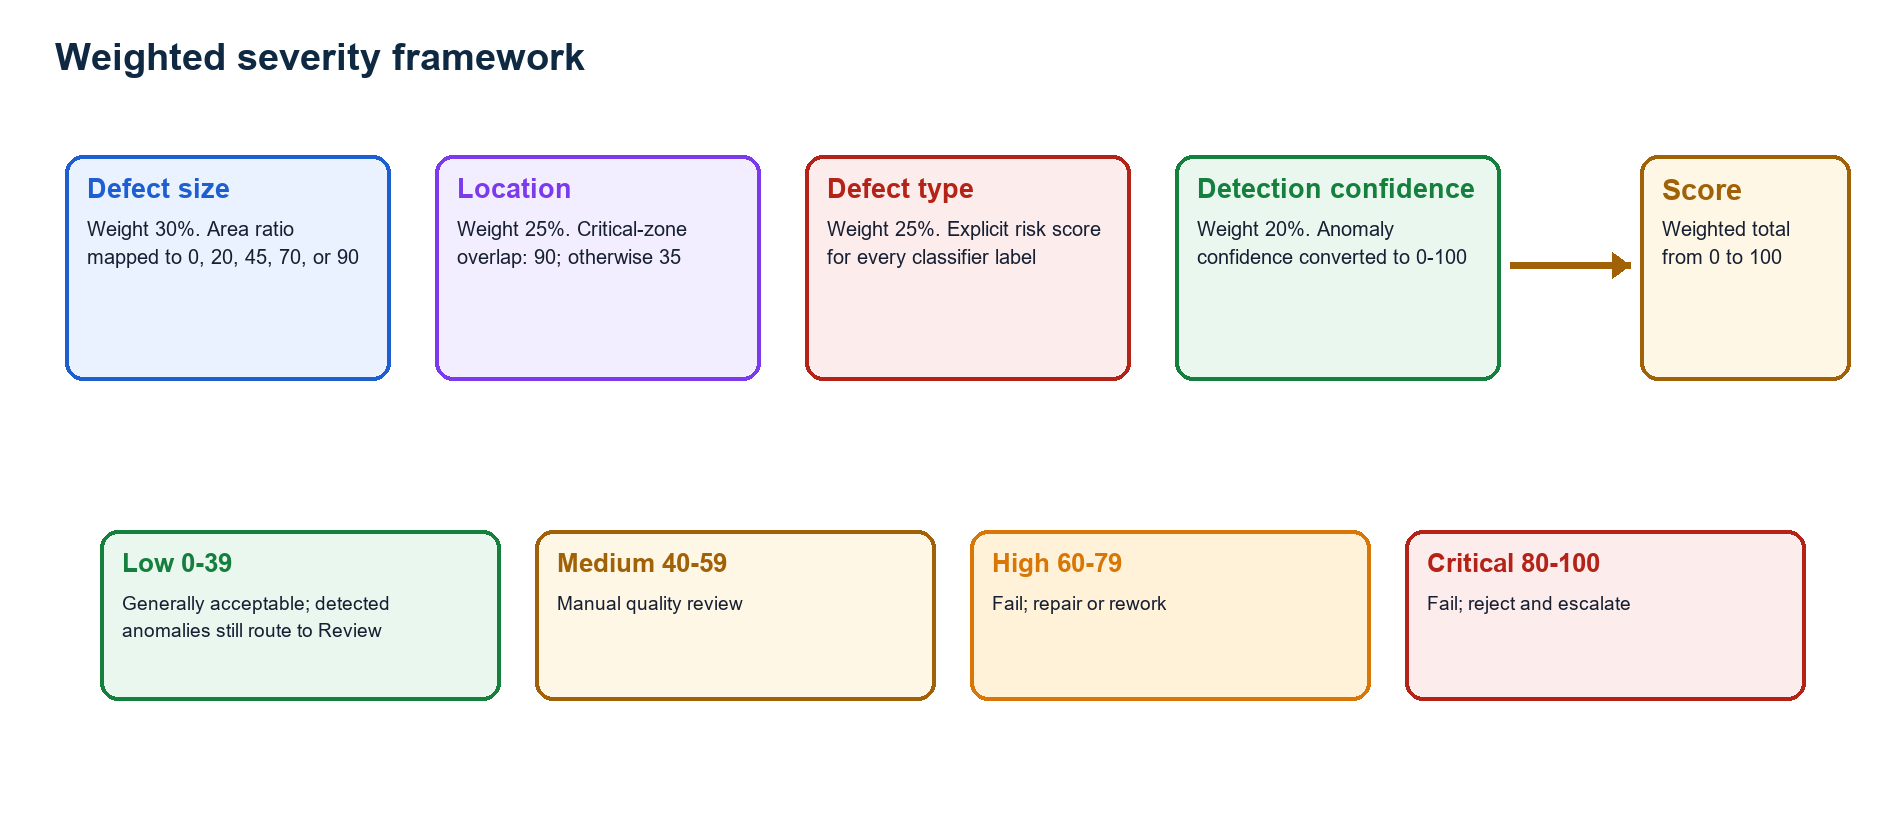 Weighted severity framework
Defect size
Weight 30%. Area ratio
mapped to 0, 20, 45, 70, or 90
Location
Weight 25%. Critical-zone
overlap: 90; otherwise 35
Defect type
Weight 25%. Explicit risk score
for every classifier label
Detection confidence
Weight 20%. Anomaly
confidence converted to 0-100
Score
Weighted total
from 0 to 100
Low 0-39
Generally acceptable; detected
anomalies still route to Review
Medium 40-59
Manual quality review
High 60-79
Fail; repair or rework
Critical 80-100
Fail; reject and escalate